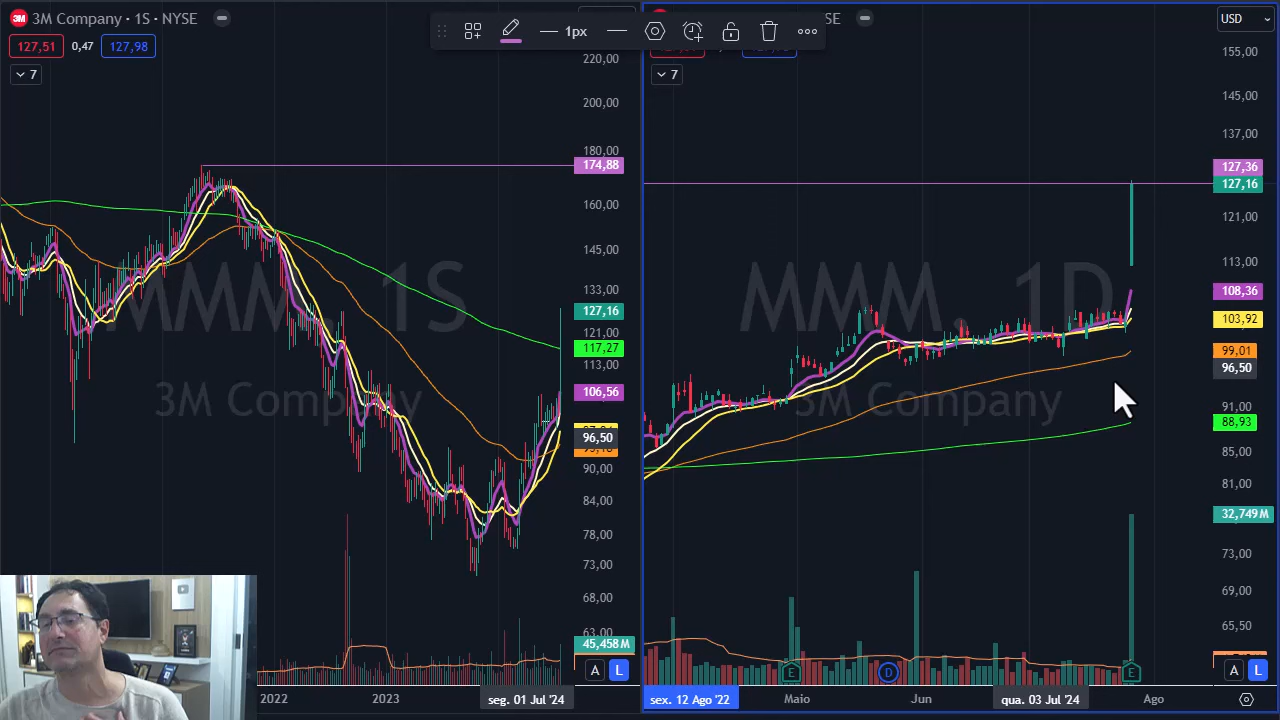 3M 3M Company · 1S · NYSE
127,51 0,47 127,98
7
1px
SE
USD
7
220,00
200,00
180,00
174,88
160,00
145,00
133,00
127,16
121,00
117,27
113,00
106,56
96,50
90,00
84,00
78,00
73,00
68,00
63,00
45,458 M
MMM, 1S
3M Company
A L
2022 2023 seg. 01 Jul '24
155,00
145,00
137,00
127,36
127,16
121,00
113,00
108,36
103,92
99,01
96,50
91,00
88,93
85,00
81,00
32,749 M
73,00
69,00
65,50
MMM, 1D
3M Company
E D E
A L
sex. 12 Ago '22 Maio Jun qua. 03 Jul '24 Ago